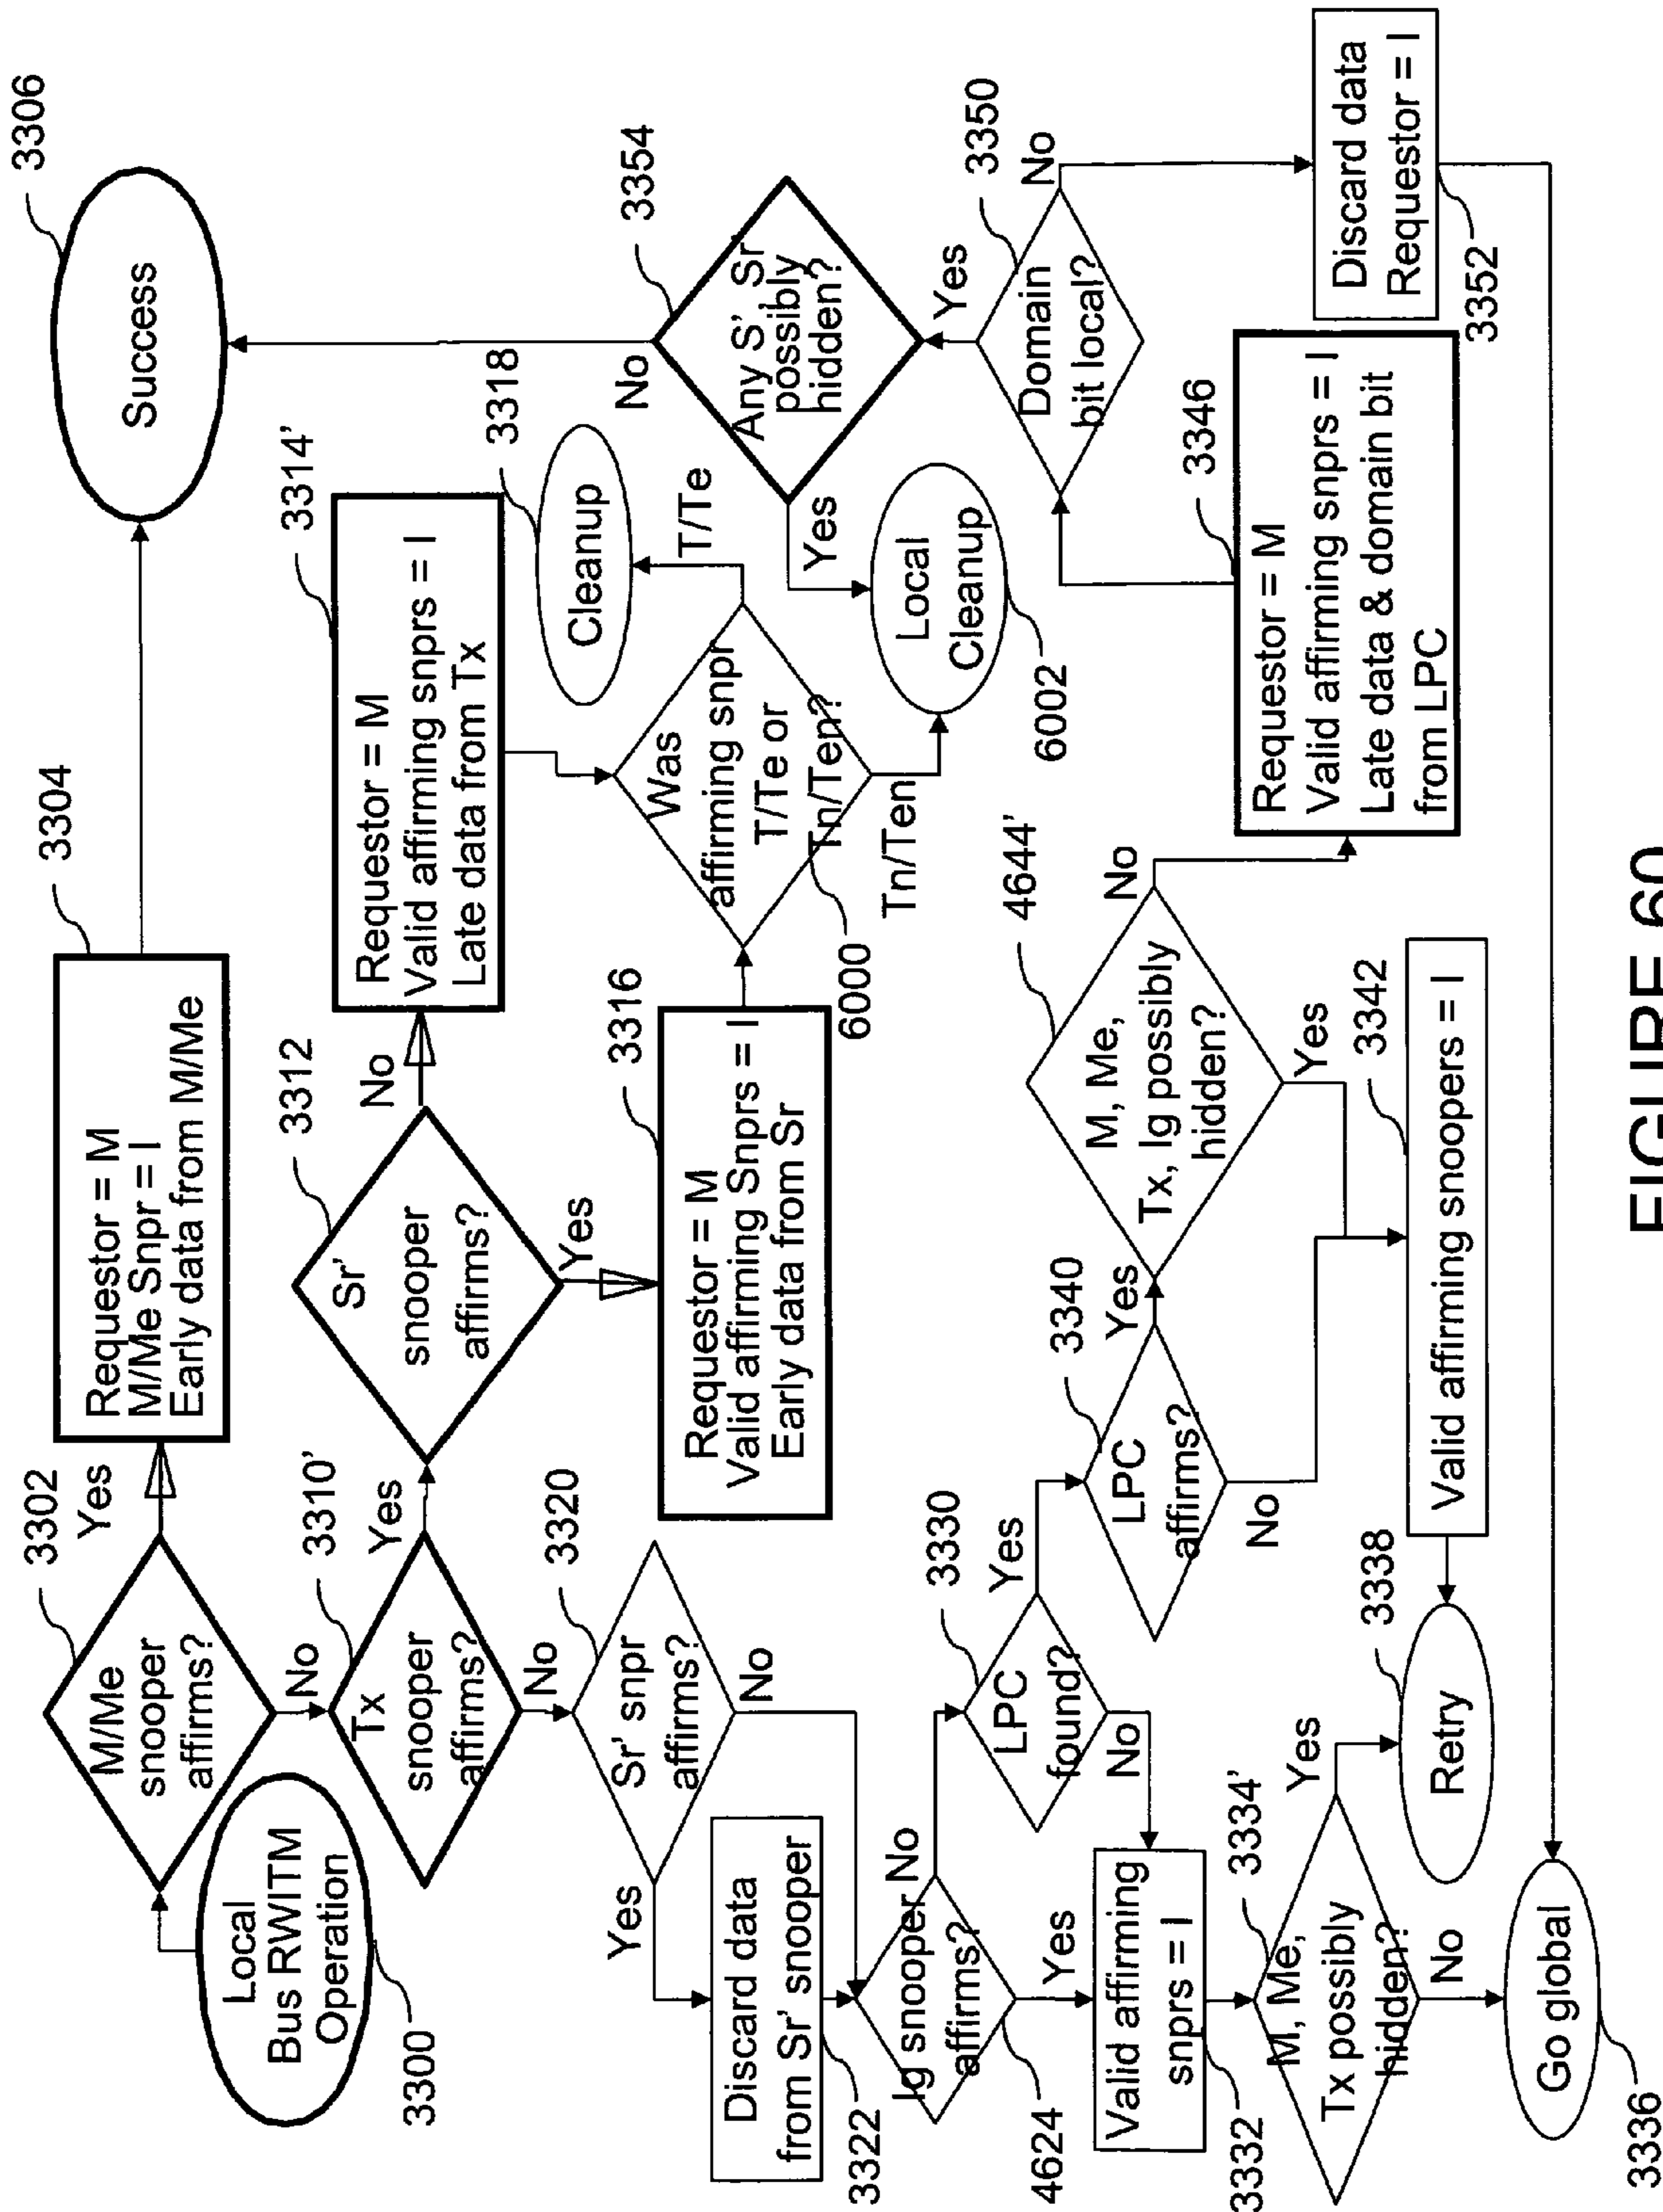 3300
Local
Bus RWITM
Operation
3302
M/Me
snooper
affirms?
Yes
No
3304
Requestor = M
M/Me Snpr = I
Early data from M/Me
3306
Success
3310'
Tx
snooper
affirms?
Yes
No
3312
Sr'
snooper
affirms?
No
Yes
3314'
Requestor = M
Valid affirming snprs = I
Late data from Tx
3316
Requestor = M
Valid affirming Snprs = I
Early data from Sr
6000
Was
affirming snpr
T/Te or
Tn/Ten?
T/Te
Tn/Ten
3318
Cleanup
6002
Local
Cleanup
3354
Any S' Sr
possibly
hidden?
No
Yes
3350
Domain
bit local?
Yes
No
3352
Discard data
Requestor = I
3320
Sr' snpr
affirms?
Yes
No
3322
Discard data
from Sr' snooper
4624
Ig snooper
affirms?
No
Yes
3330
LPC
found?
Yes
No
3340
LPC
affirms?
Yes
No
4644'
M, Me,
Tx, Ig possibly
hidden?
No
Yes
3346
Requestor = M
Valid affirming snprs = I
Late data & domain bit
from LPC
3332
Valid affirming
snprs = I
3334'
M, Me,
Tx possibly
hidden?
Yes
No
3342
Valid affirming snoopers = I
3338
Retry
3336
Go global
FIGURE 60